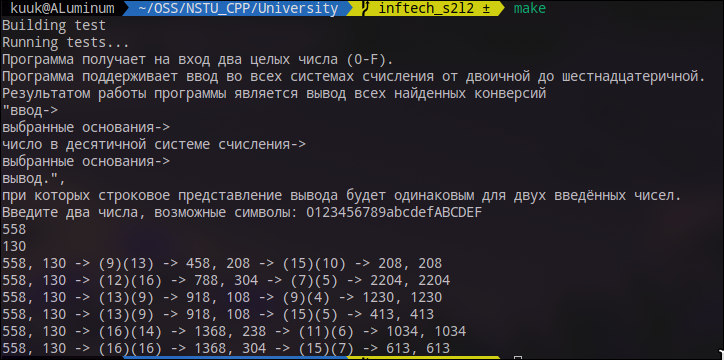 kuuk@ALuminum ~/OSS/NSTU_CPP/University inftech_s2l2 ± make
Building test
Running tests...
Программа получает на вход два целых числа (0-F).
Программа поддерживает ввод во всех системах счисления от двоичной до шестнадцатеричной.
Результатом работы программы является вывод всех найденных конверсий
"ввод->
выбранные основания->
число в десятичной системе счисления->
выбранные основания->
вывод.",
при которых строковое представление вывода будет одинаковым для двух введённых чисел.
Введите два числа, возможные символы: 0123456789abcdefABCDEF
558
130
558, 130 -> (9)(13) -> 458, 208 -> (15)(10) -> 208, 208
558, 130 -> (12)(16) -> 788, 304 -> (7)(5) -> 2204, 2204
558, 130 -> (13)(9) -> 918, 108 -> (9)(4) -> 1230, 1230
558, 130 -> (13)(9) -> 918, 108 -> (15)(5) -> 413, 413
558, 130 -> (16)(14) -> 1368, 238 -> (11)(6) -> 1034, 1034
558, 130 -> (16)(16) -> 1368, 304 -> (15)(7) -> 613, 613